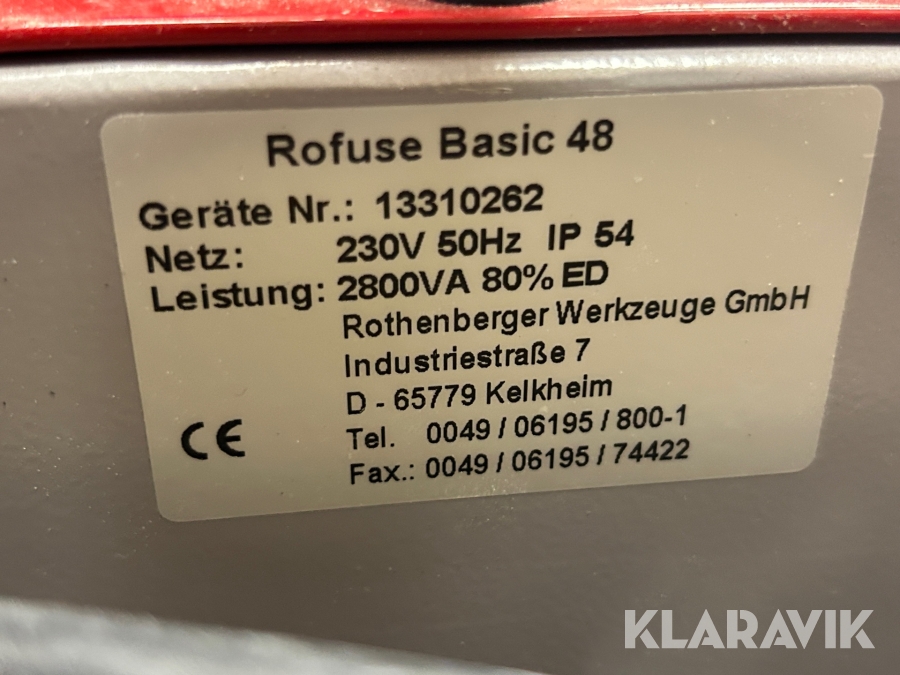 Rofuse Basic 48
Geräte Nr.: 13310262
Netz: 230V 50Hz IP 54
Leistung: 2800VA 80% ED
Rothenberger Werkzeuge GmbH
Industriestraße 7
D - 65779 Kelkheim
Tel. 0049 / 06195 / 800-1
Fax.: 0049 / 06195 / 74422
CE
KLARAVIK